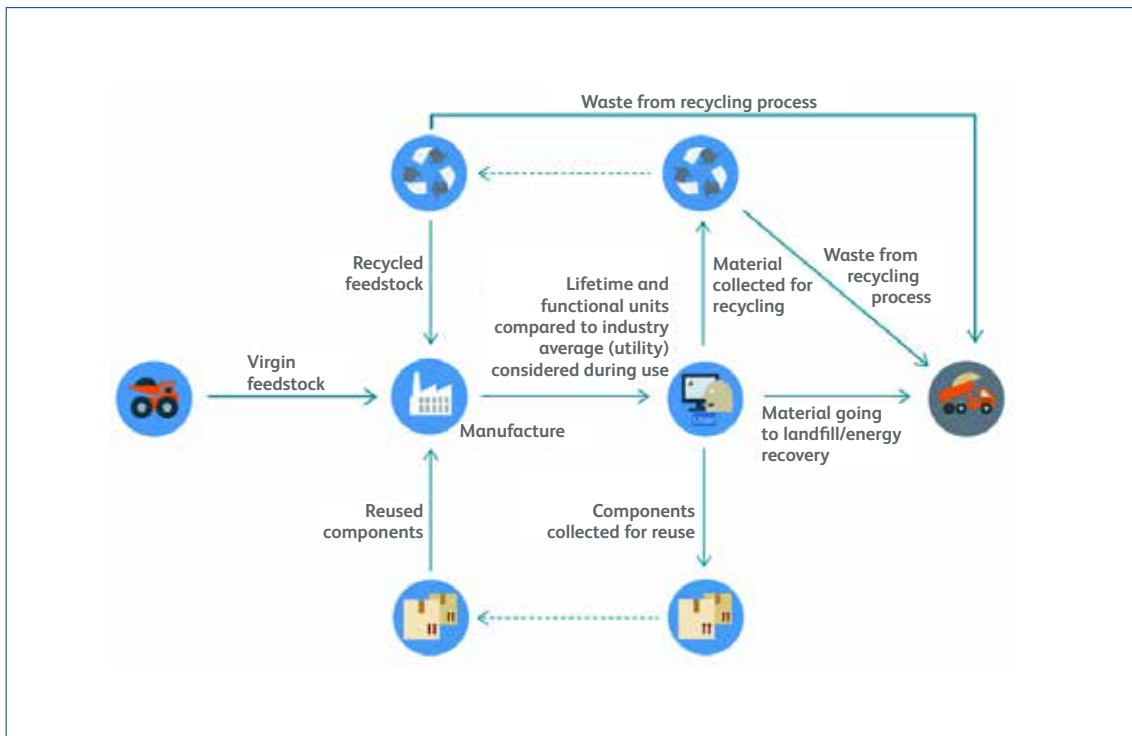 Waste from recycling process
Recycled
feedstock
Lifetime and
functional units
compared to industry
average (utility)
considered during use
Material
collected for
recycling
Waste from
recycling
process
Virgin
feedstock
Manufacture
Material going
to landfill/energy
recovery
Reused
components
Components
collected for reuse